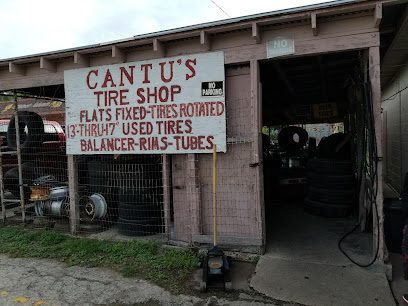 CANTU'S
TIRE SHOP
FLATS FIXED-TIRES ROTATED
13"THRU-17" USED TIRES
BALANCER-RIMS-TUBES
NO
PARKING
NO